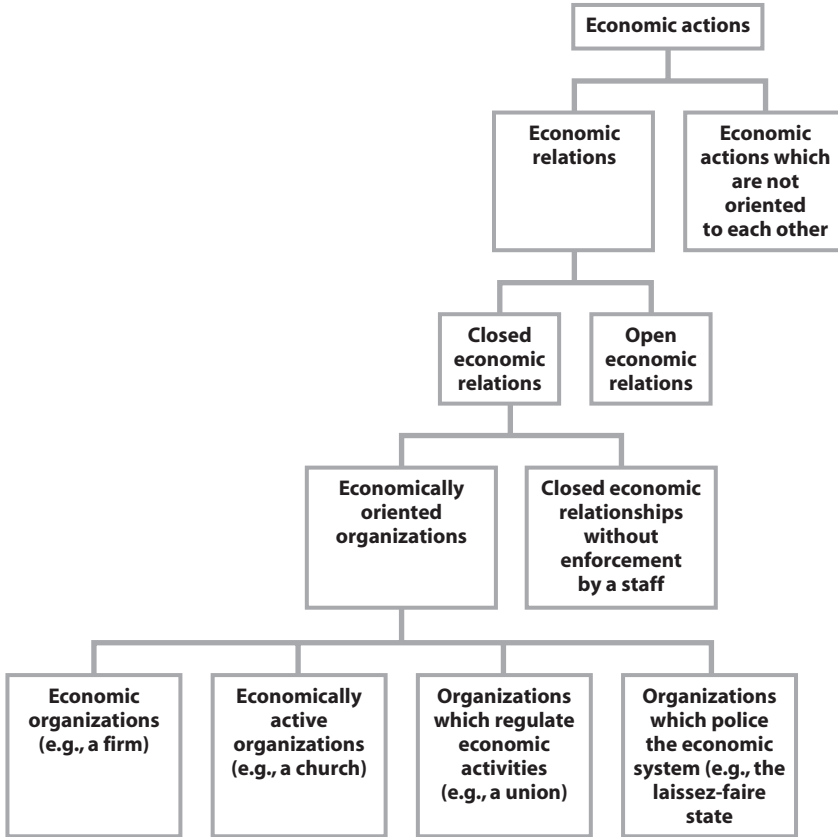 Economic actions
Economic
relations
Economic
actions which
are not
oriented
to each other
Closed
economic
relations
Open
economic
relations
Economically
oriented
organizations
Closed economic
relationships
without
enforcement
by a staff
Economic
organizations
(e.g., a firm)
Economically
active
organizations
(e.g., a church)
Organizations
which regulate
economic
activities
(e.g., a union)
Organizations
which police
the economic
system (e.g., the
laissez-faire
state